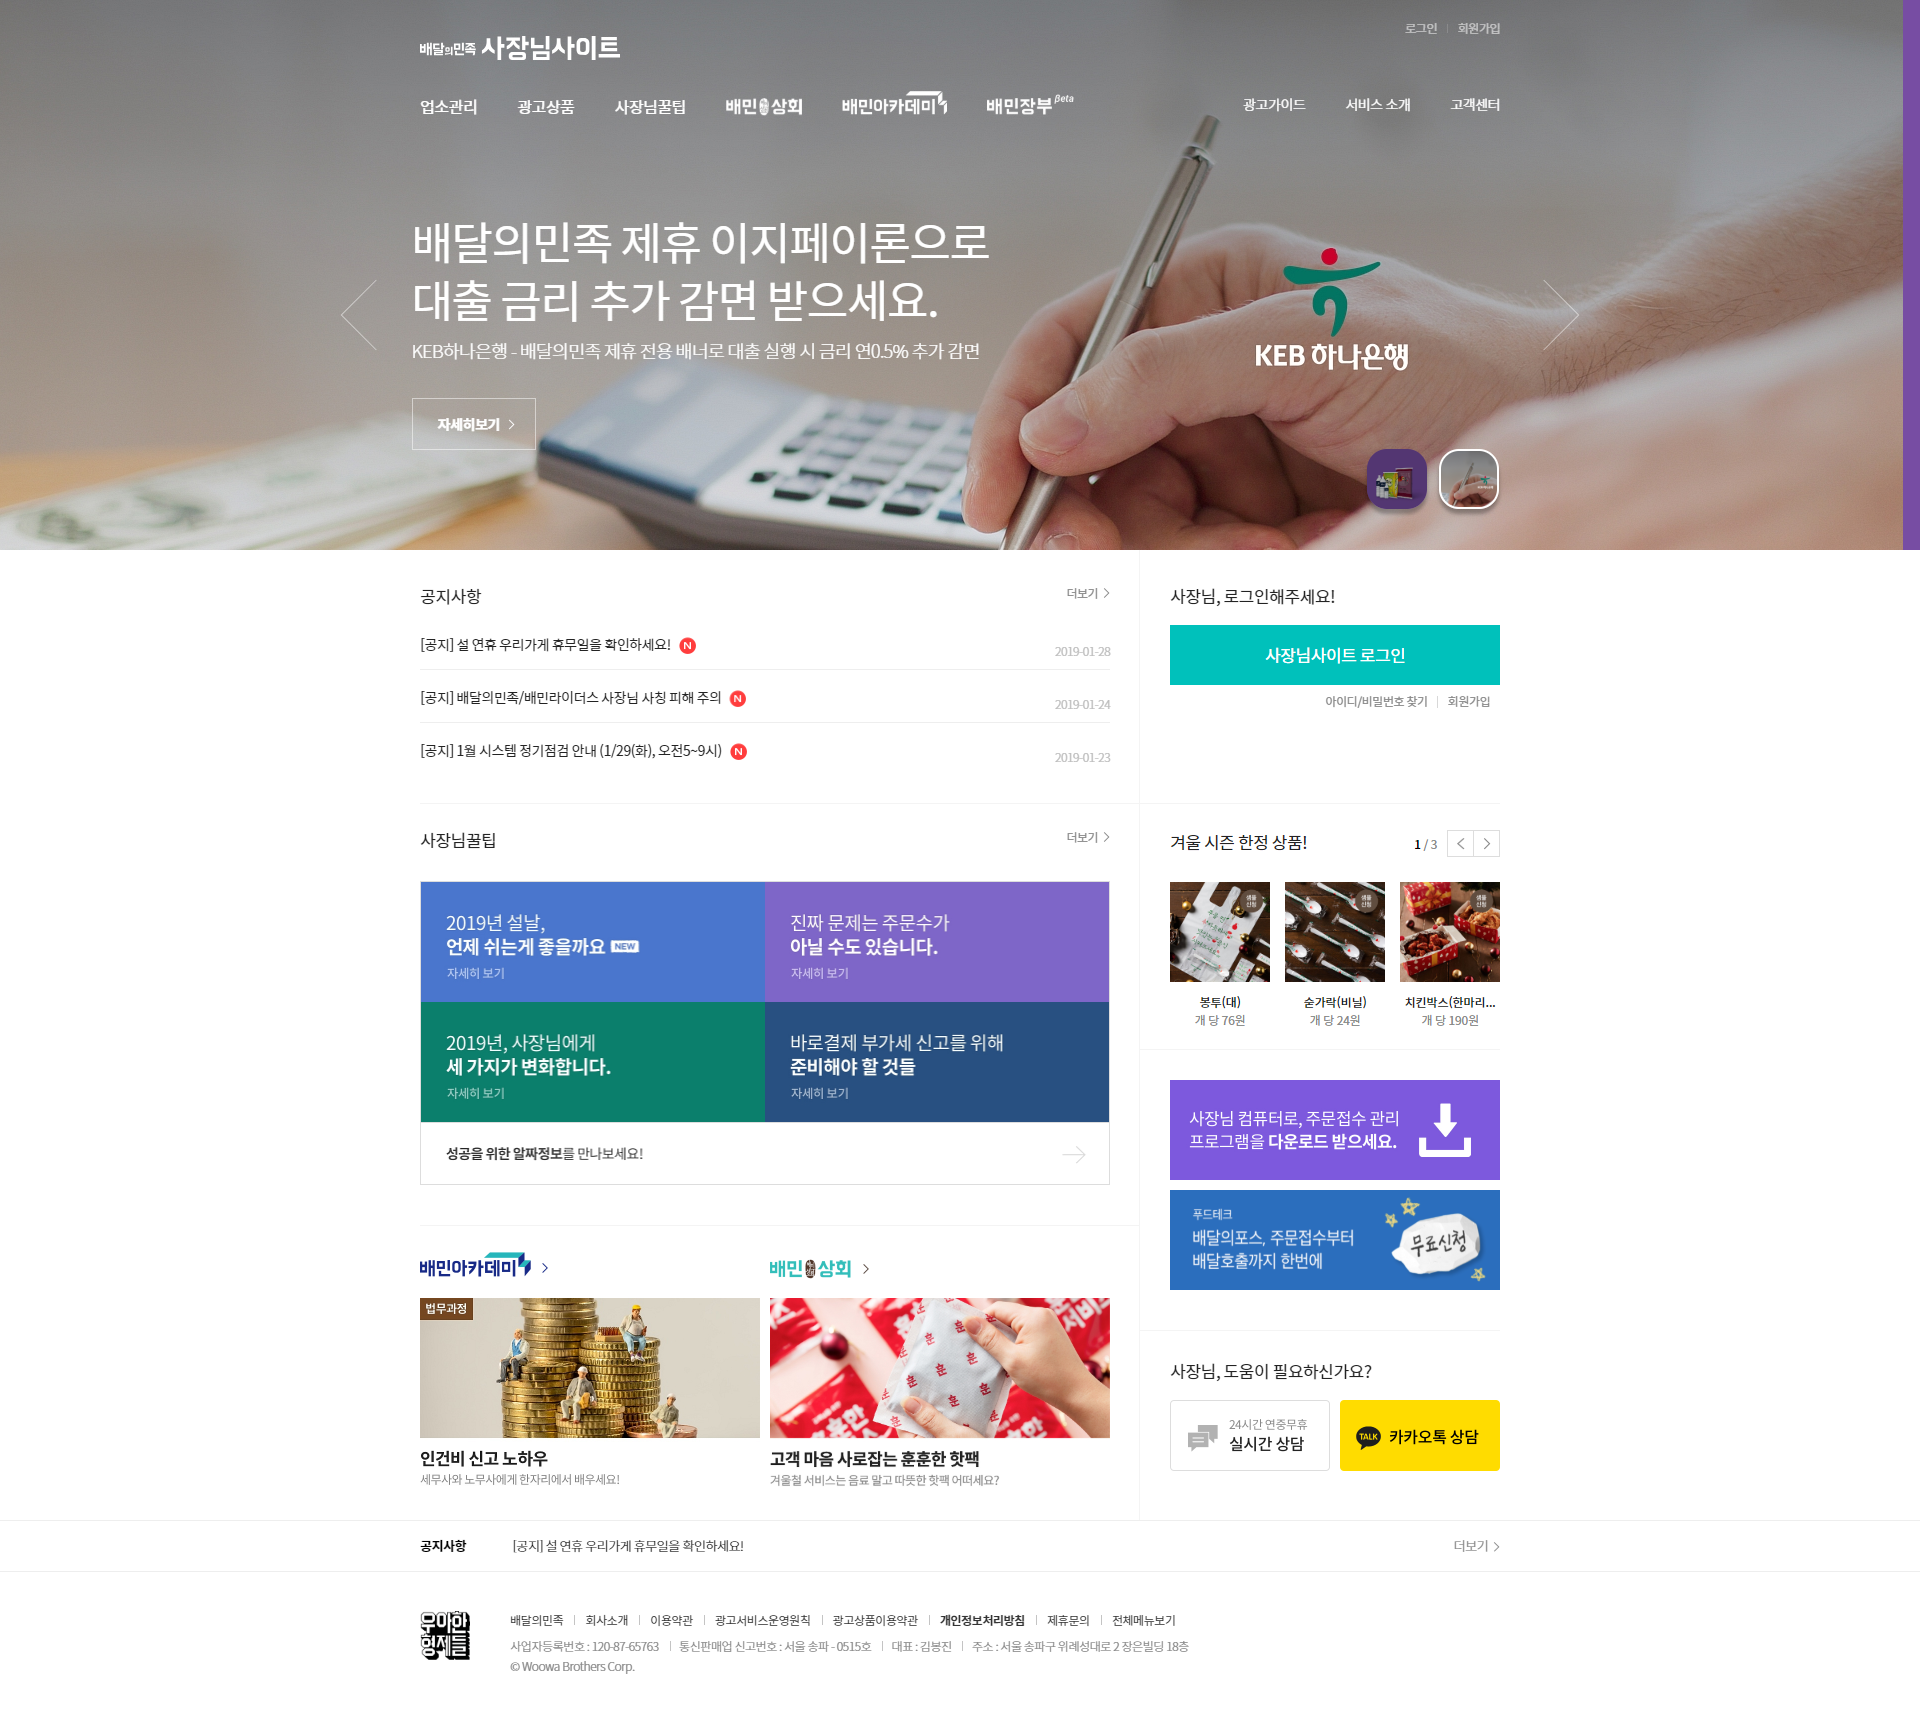 로그인
회원가입
배달의민족 사장님사이트
업소관리
광고상품
사장님꿀팁
배민상회
배민아카데미
배민장부 Beta
광고가이드
서비스 소개
고객센터
배달의민족 제휴 이지페이론으로
대출 금리 추가 감면 받으세요.
KEB하나은행 - 배달의민족 제휴 전용 배너로 대출 실행 시 금리 연0.5% 추가 감면
KEB 하나은행
자세히보기
공지사항
더보기
[공지] 설 연휴 우리가게 휴무일을 확인하세요! N
2019-01-28
[공지] 배달의민족/배민라이더스 사장님 사칭 피해 주의 N
2019-01-24
[공지] 1월 시스템 정기점검 안내 (1/29(화), 오전5~9시) N
2019-01-23
사장님, 로그인해주세요!
사장님사이트 로그인
아이디/비밀번호 찾기
회원가입
사장님꿀팁
더보기
2019년 설날,
언제 쉬는게 좋을까요 NEW
자세히 보기
진짜 문제는 주문수가
아닐 수도 있습니다.
자세히 보기
2019년, 사장님에게
세 가지가 변화합니다.
자세히 보기
바로결제 부가세 신고를 위해
준비해야 할 것들
자세히 보기
성공을 위한 알짜정보를 만나보세요!
겨울 시즌 한정 상품!
1 / 3
샘플
신청
샘플
신청
샘플
신청
봉투(대)
개 당 76원
숟가락(비닐)
개 당 24원
치킨박스(한마리...
개 당 190원
사장님 컴퓨터로, 주문접수 관리
프로그램을 다운로드 받으세요.
푸드테크
배달의포스, 주문접수부터
배달호출까지 한번에
무료신청
배민아카데미
법무과정
인건비 신고 노하우
세무사와 노무사에게 한자리에서 배우세요!
배민상회
고객 마음 사로잡는 훈훈한 핫팩
겨울철 서비스는 음료 말고 따뜻한 핫팩 어떠세요?
사장님, 도움이 필요하신가요?
24시간 연중무휴
실시간 상담
TALK
카카오톡 상담
공지사항
[공지] 설 연휴 우리가게 휴무일을 확인하세요!
더보기
우아한
형제들
배달의민족
회사소개
이용약관
광고서비스운영원칙
광고상품이용약관
개인정보처리방침
제휴문의
전체메뉴보기
사업자등록번호 : 120-87-65763
통신판매업 신고번호 : 서울 송파 - 0515호
대표 : 김봉진
주소 : 서울 송파구 위례성대로 2 장은빌딩 18층
© Woowa Brothers Corp.